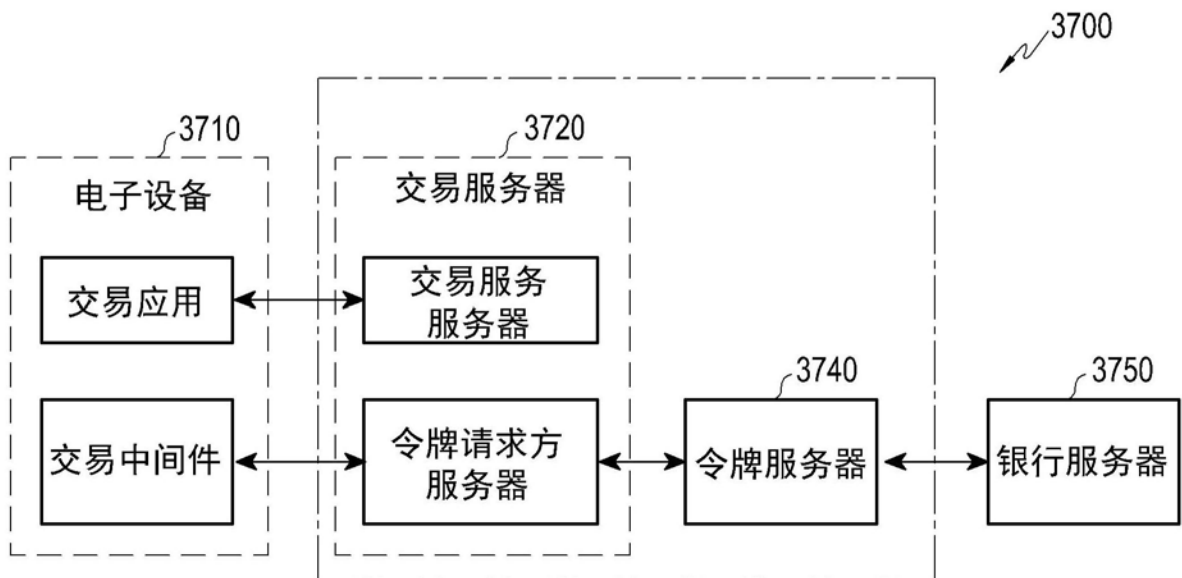 3700
3710
3720
电子设备
交易服务器
交易应用
交易服务
服务器
3740
3750
交易中间件
令牌请求方
服务器
令牌服务器
银行服务器